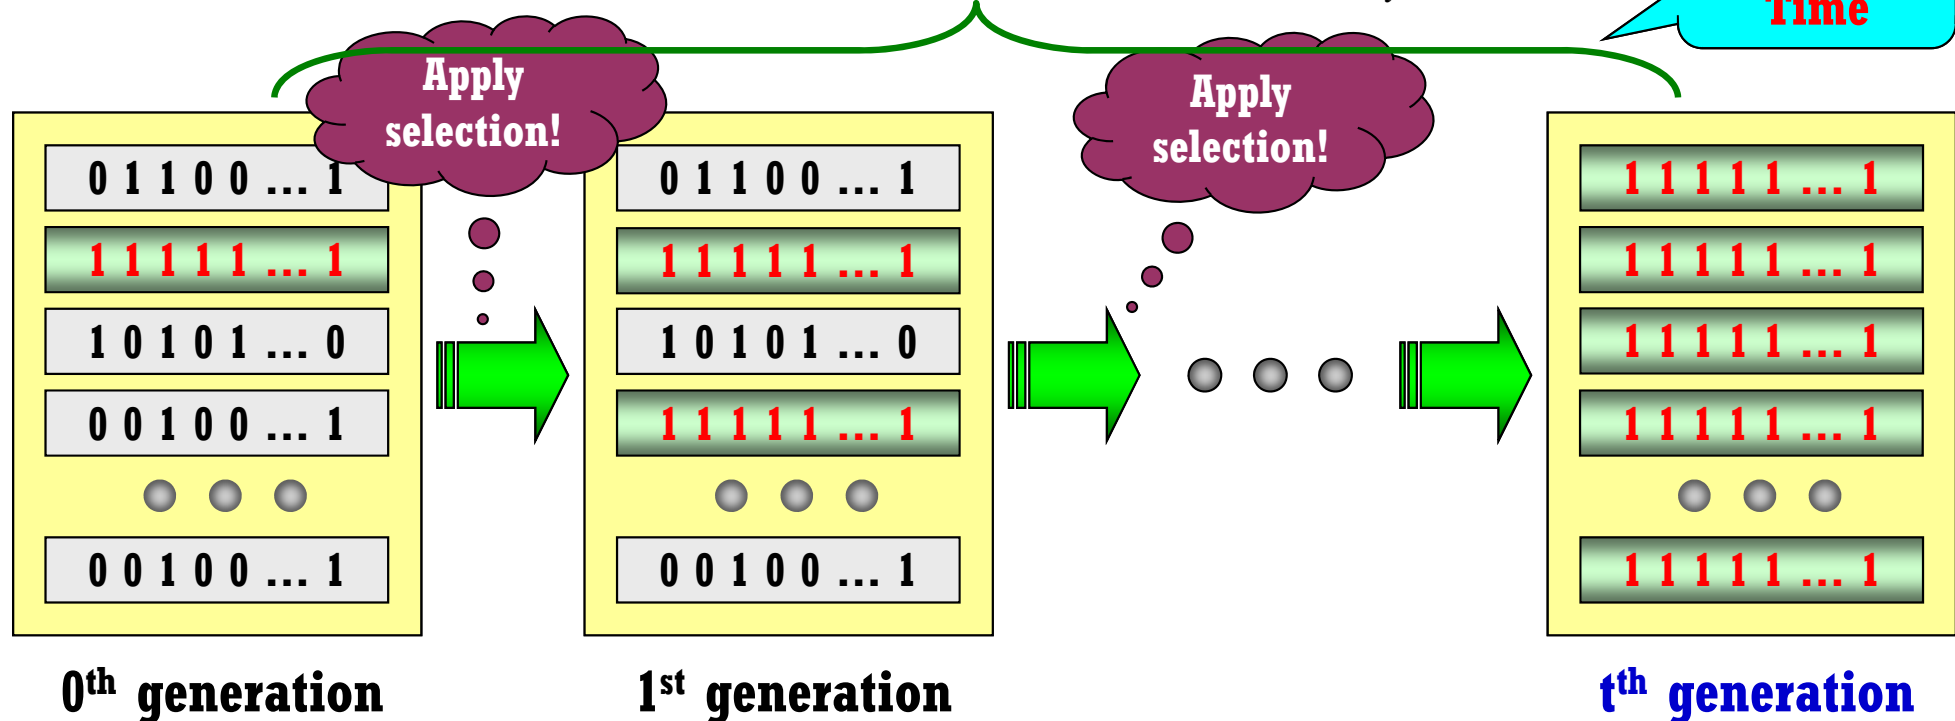 Time
Apply
selection!
Apply
selection!
0 1 1 0 0 ... 1
1 1 1 1 1 ... 1
1 0 1 0 1 ... 0
0 0 1 0 0 ... 1
0 0 1 0 0 ... 1
0th generation
0 1 1 0 0 ... 1
1 1 1 1 1 ... 1
1 0 1 0 1 ... 0
1 1 1 1 1 ... 1
0 0 1 0 0 ... 1
1st generation
1 1 1 1 1 ... 1
1 1 1 1 1 ... 1
1 1 1 1 1 ... 1
1 1 1 1 1 ... 1
1 1 1 1 1 ... 1
tth generation